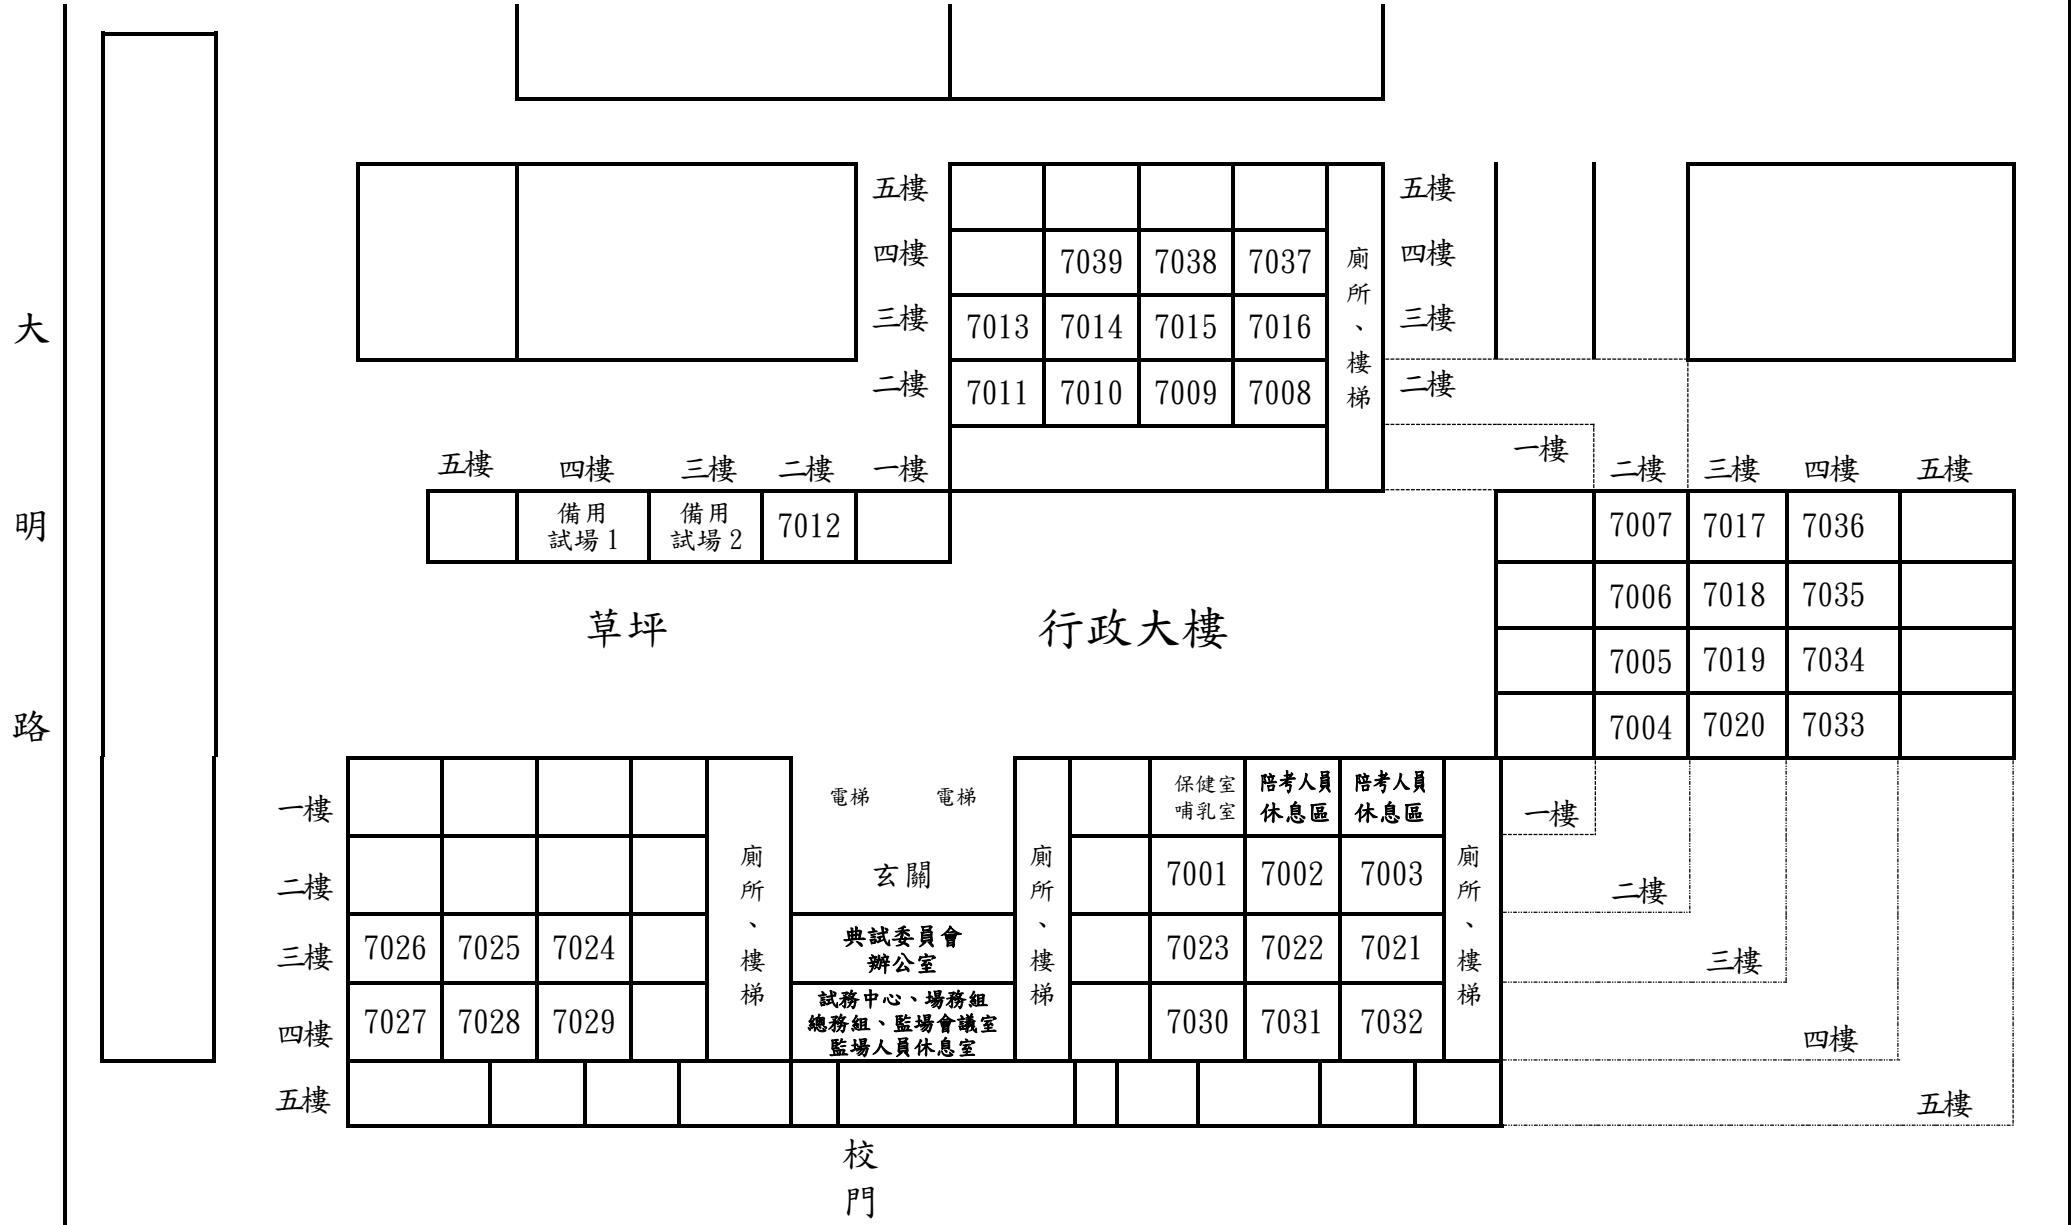 五樓 五樓
四樓 7039 7038 7037 四樓
三樓 7013 7014 7015 7016 三樓
二樓 7011 7010 7009 7008 二樓
廁所、樓梯
一樓
五樓 四樓 三樓 二樓 一樓
二樓 三樓 四樓 五樓
備用 備用
試場1 試場2 7012
7007 7017 7036
7006 7018 7035
7005 7019 7034
7004 7020 7033
草坪 行政大樓
大明路
一樓 電梯 電梯 保健室 陪考人員 陪考人員 一樓
哺乳室 休息區 休息區
二樓 玄關 7001 7002 7003 二樓
廁所、樓梯 廁所、樓梯 廁所、樓梯
三樓 7026 7025 7024 典試委員會 7023 7022 7021 三樓
辦公室
四樓 7027 7028 7029 試務中心、場務組 7030 7031 7032 四樓
總務組、監場會議室
監場人員休息室
五樓 五樓
校門